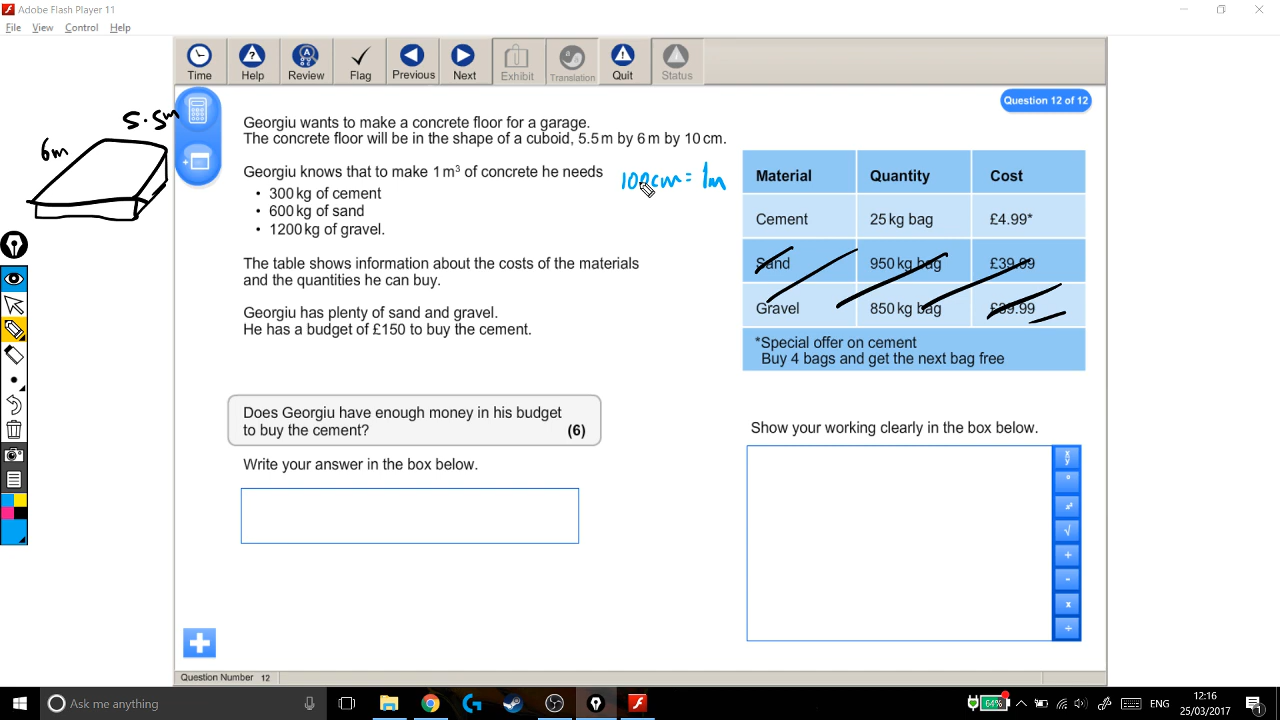 Adobe Flash Player 11
File View Control Help
Time Help Review Flag Previous Next Exhibit Translation Quit Status
Question 12 of 12
5.5m
6m
Georgiu wants to make a concrete floor for a garage.
The concrete floor will be in the shape of a cuboid, 5.5 m by 6 m by 10 cm.
Georgiu knows that to make 1 m³ of concrete he needs
• 300 kg of cement
• 600 kg of sand
• 1200 kg of gravel.
100cm = 1m
The table shows information about the costs of the materials
and the quantities he can buy.
Georgiu has plenty of sand and gravel.
He has a budget of £150 to buy the cement.
Material Quantity Cost
Cement 25 kg bag £4.99*
Sand 950 kg bag £39.99
Gravel 850 kg bag £39.99
*Special offer on cement
Buy 4 bags and get the next bag free
Does Georgiu have enough money in his budget
to buy the cement? (6)
Write your answer in the box below.
Show your working clearly in the box below.
x/y
°
x²
√
+
-
x
÷
Question Number 12
Ask me anything
64%
12:16
25/03/2017
1